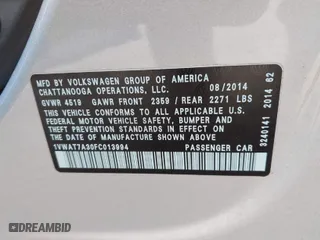 MFD. BY VOLKSWAGEN GROUP OF AMERICA
CHATTANOOGA OPERATIONS, LLC. 08/2014
GVWR 4519 GAWR FRONT 2359 / REAR 2271 LBS
THIS VEHICLE CONFORMS TO ALL APPLICABLE U.S.
FEDERAL MOTOR VEHICLE SAFETY, BUMPER AND
THEFT PREVENTION STANDARDS IN EFFECT ON THE
DATE OF MANUFACTURE SHOWN ABOVE.
1VWAT7A30FC013994 PASSENGER CAR
3240141 2014 62
AUTOBIDMASTER